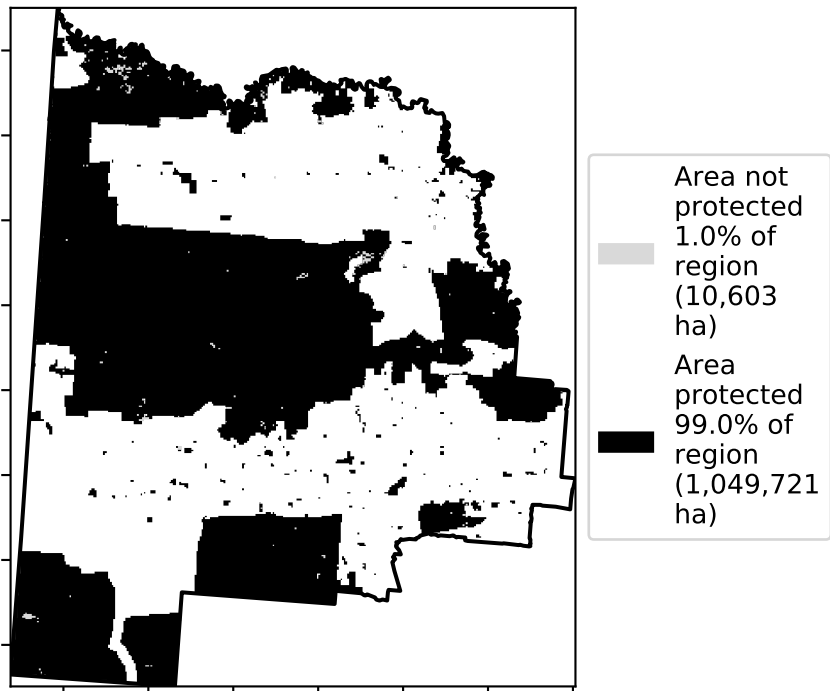 Area not
protected
1.0% of
region
(10,603
ha)
Area
protected
99.0% of
region
(1,049,721
ha)